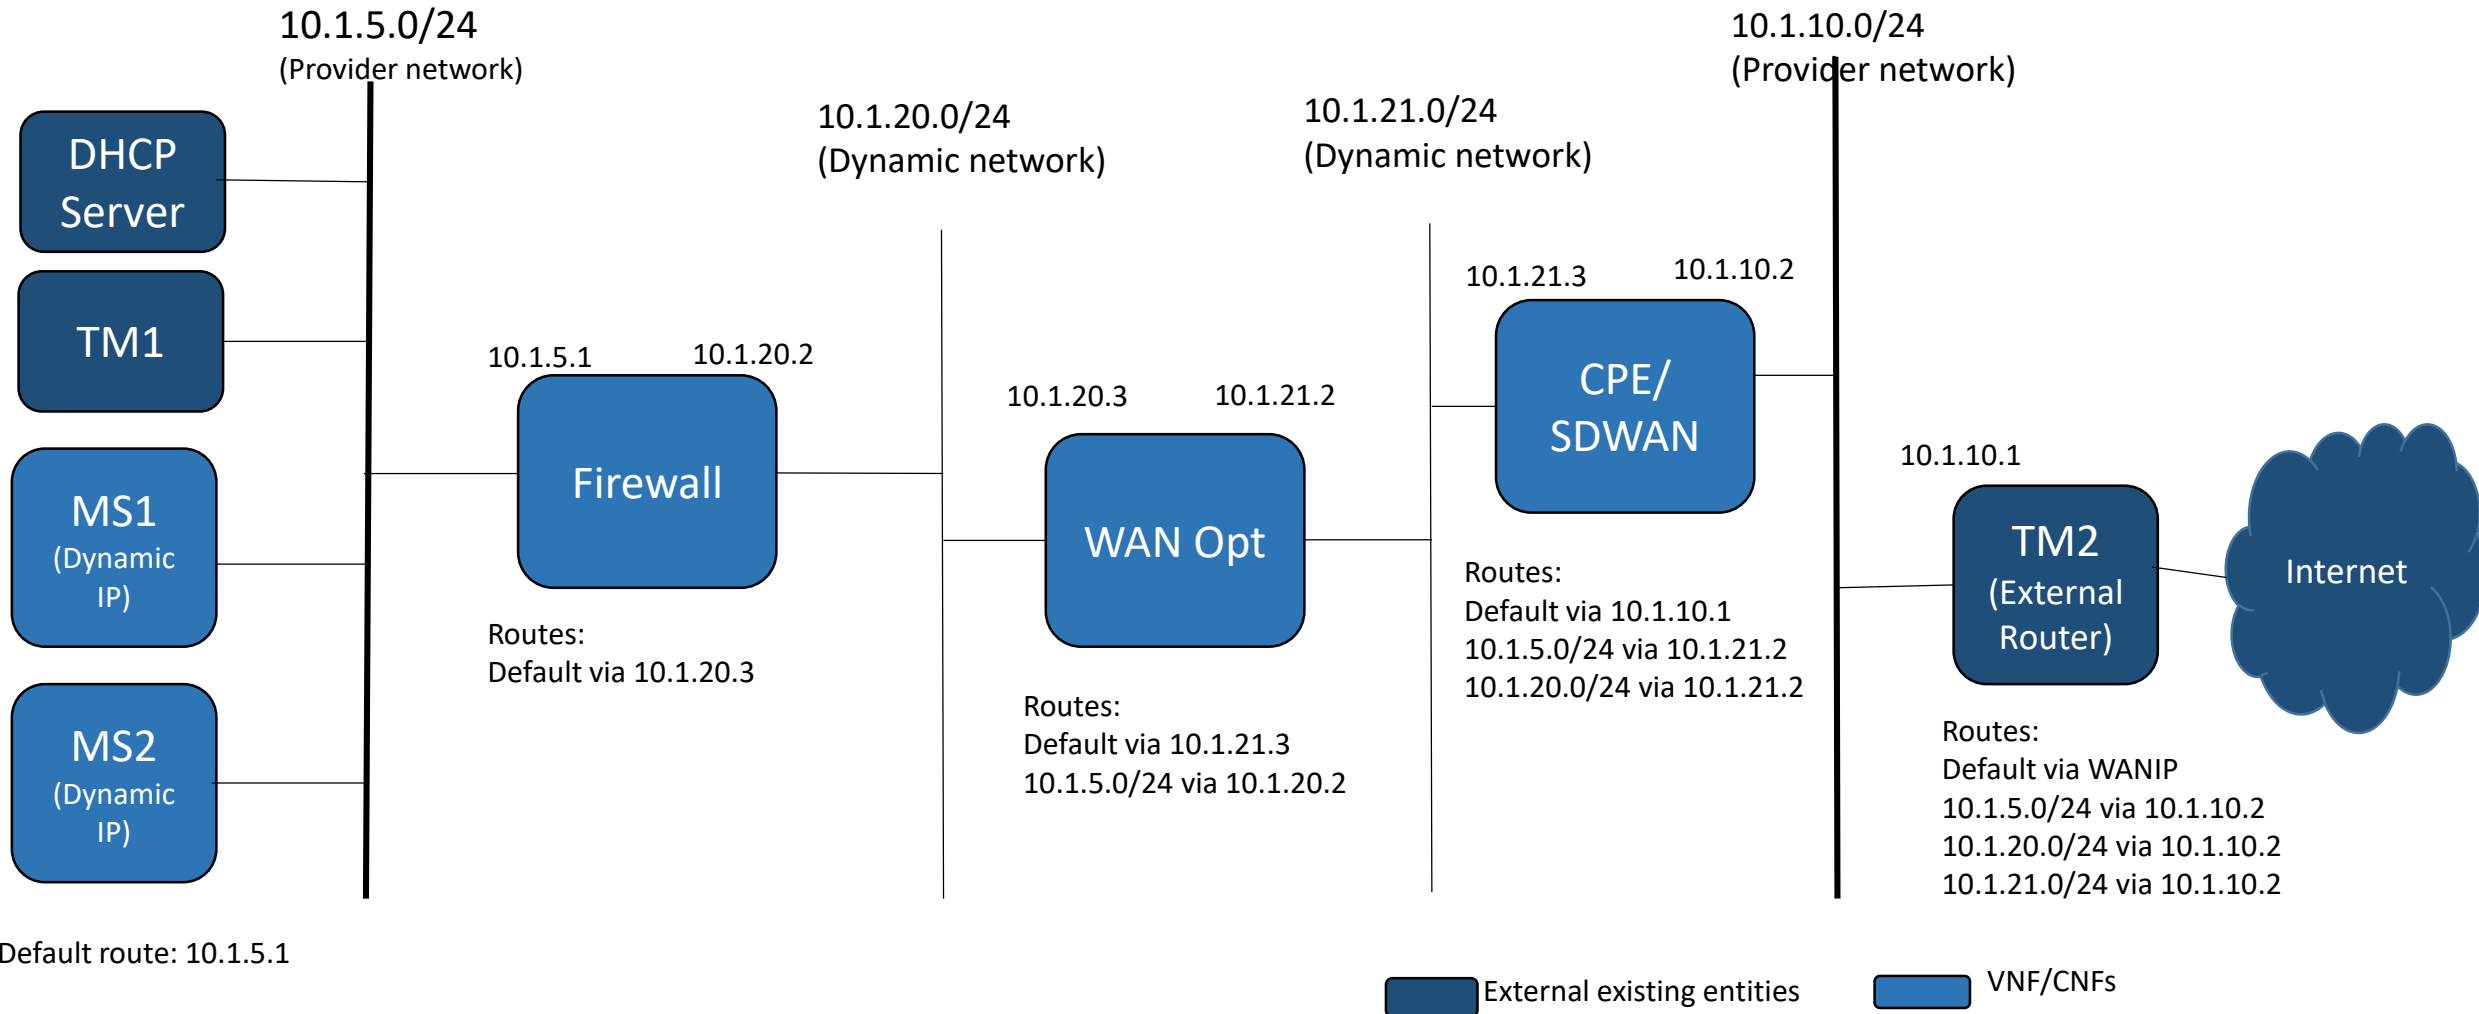 10.1.5.0/24
(Provider network)
10.1.10.0/24
(Provider network)
10.1.20.0/24
(Dynamic network)
10.1.21.0/24
(Dynamic network)
DHCP
Server
TM1
MS1
(Dynamic
IP)
MS2
(Dynamic
IP)
Default route: 10.1.5.1
10.1.5.1
10.1.20.2
Firewall
Routes:
Default via 10.1.20.3
10.1.20.3
10.1.21.2
WAN Opt
Routes:
Default via 10.1.21.3
10.1.5.0/24 via 10.1.20.2
10.1.21.3
10.1.10.2
CPE/
SDWAN
Routes:
Default via 10.1.10.1
10.1.5.0/24 via 10.1.21.2
10.1.20.0/24 via 10.1.21.2
10.1.10.1
TM2
(External
Router)
Internet
Routes:
Default via WANIP
10.1.5.0/24 via 10.1.10.2
10.1.20.0/24 via 10.1.10.2
10.1.21.0/24 via 10.1.10.2
External existing entities
VNF/CNFs